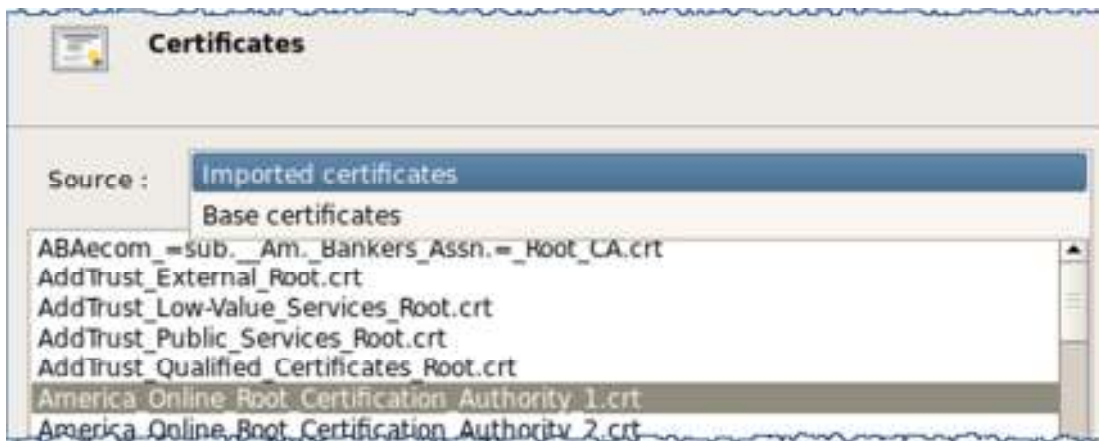 Certificates
Source :
Imported certificates
Base certificates
ABAecom_=sub.__Am._Bankers_Assn.=_Root_CA.crt
AddTrust_External_Root.crt
AddTrust_Low-Value_Services_Root.crt
AddTrust_Public_Services_Root.crt
AddTrust_Qualified_Certificates_Root.crt
America_Online_Root_Certification_Authority_1.crt
America_Online_Root_Certification_Authority_2.crt